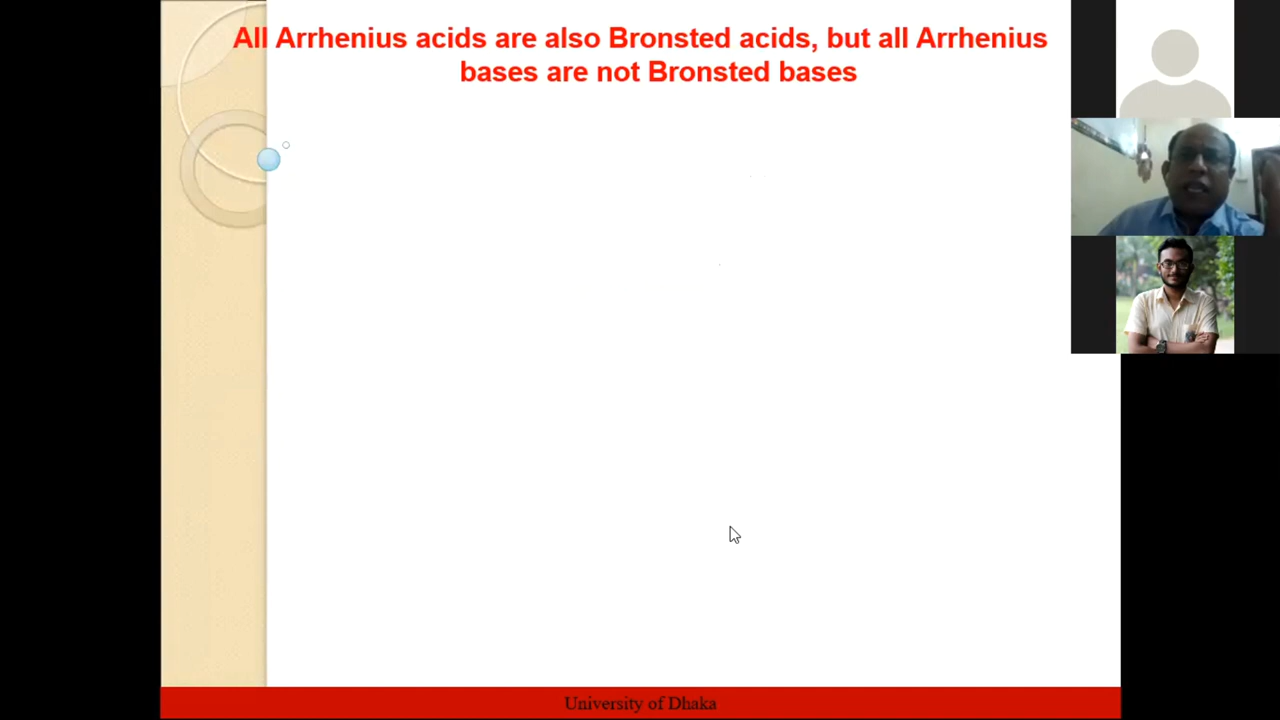 All Arrhenius acids are also Bronsted acids, but all Arrhenius
bases are not Bronsted bases
University of Dhaka